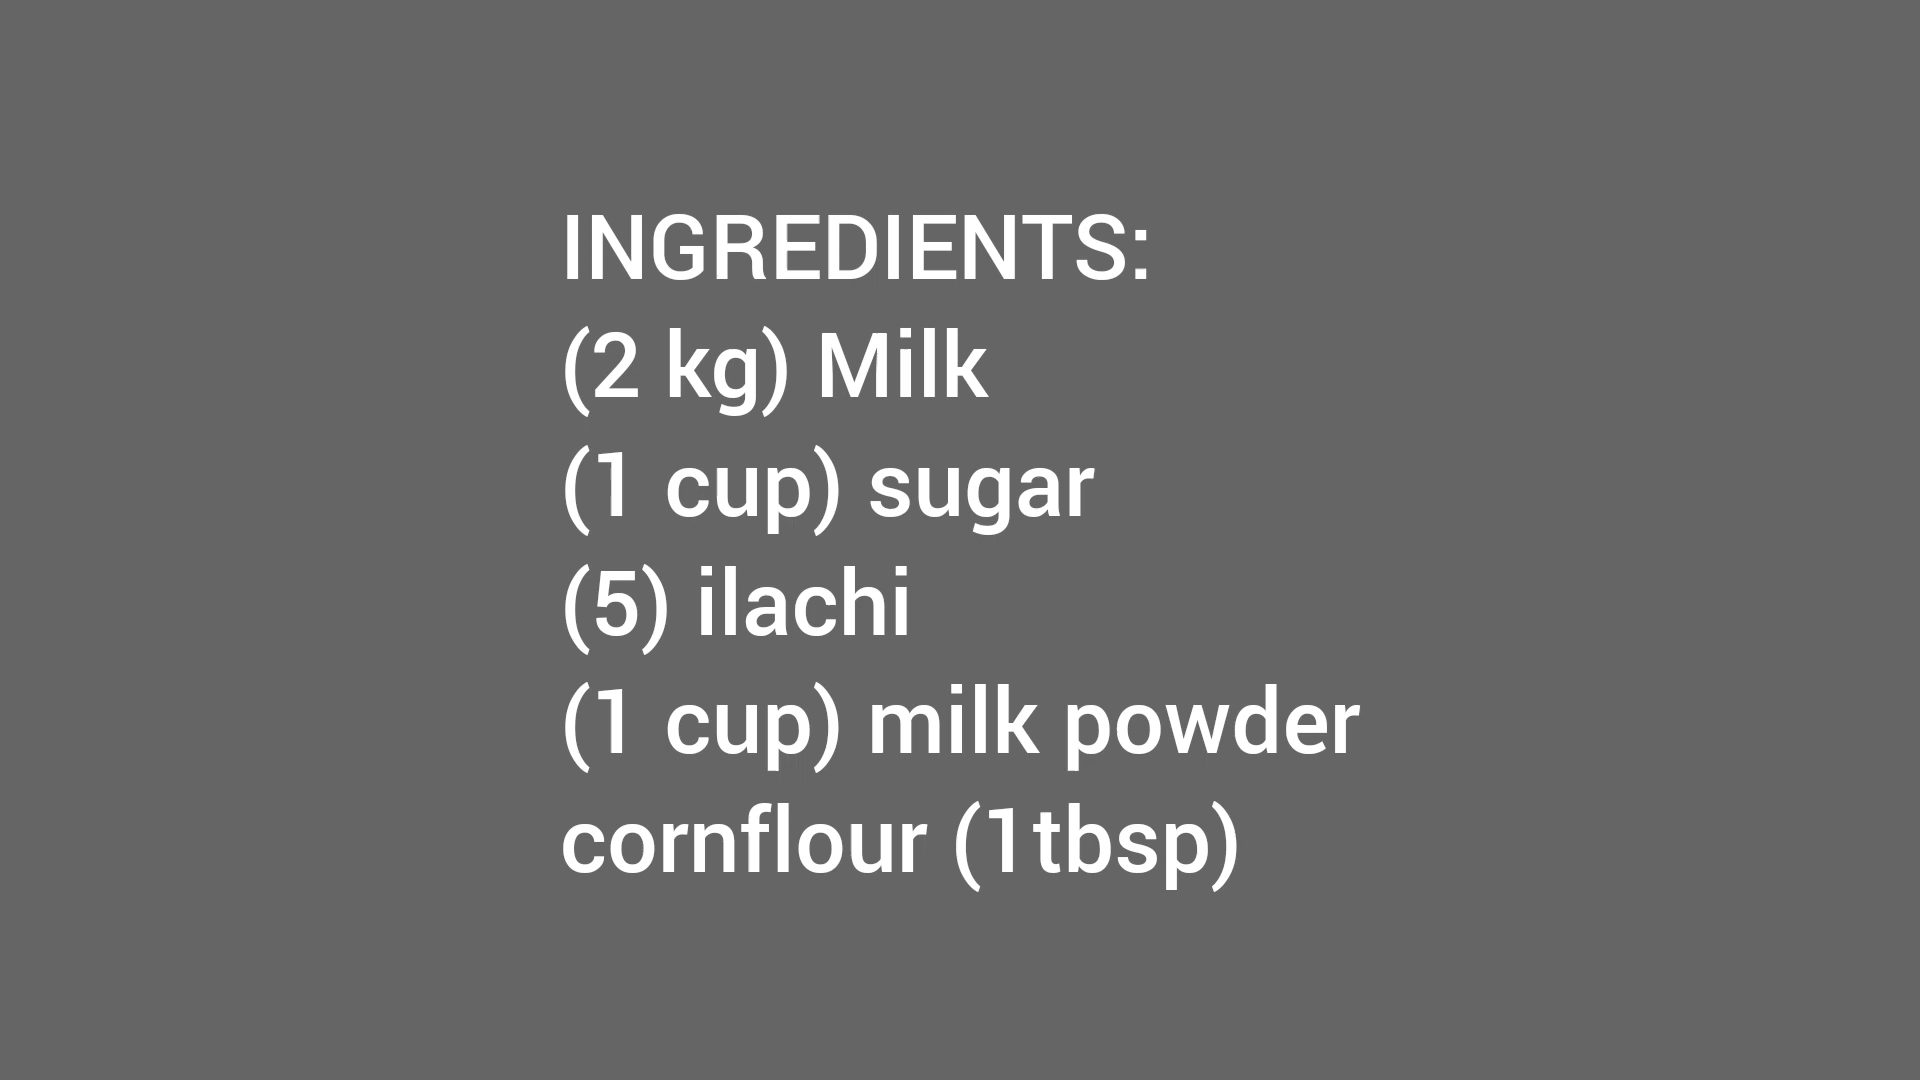 INGREDIENTS:
(2 kg) Milk
(1 cup) sugar
(5) ilachi
(1 cup) milk powder
cornflour (1tbsp)